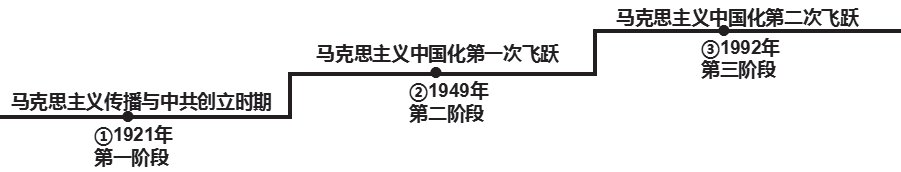 马克思主义传播与中共创立时期
①1921年
第一阶段
马克思主义中国化第一次飞跃
②1949年
第二阶段
马克思主义中国化第二次飞跃
③1992年
第三阶段